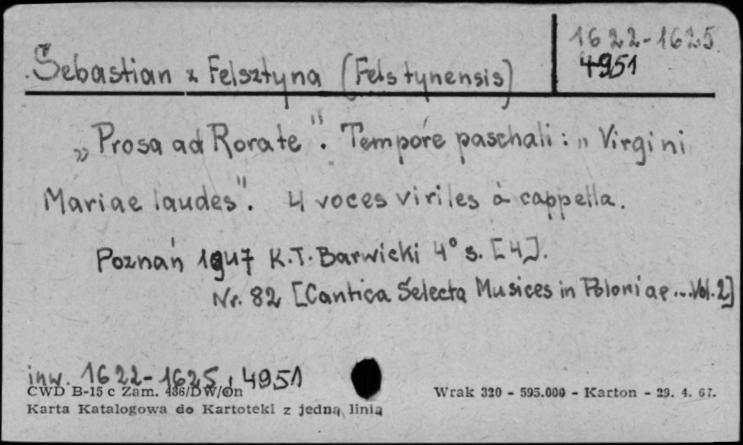 1622-1625
Sebastian z Felsztyna (Felstynensis) 4951
„Prosa ad Rorate". Tempore paschali: „Virgini
Mariae laudes". 4 voces viriles à cappella.
Poznań 1947 K.T. Barwicki 4° s. [4].
Nr. 82 [Cantica Selecta Musices in Poloniae...Vol.2]
inw. 1622-1625, 4951
CWD B-15 c Zam. 486/DW/On Wrak 320 - 595.000 - Karton - 29. 4. 67.
Karta Katalogowa do Kartoteki z jedną linią